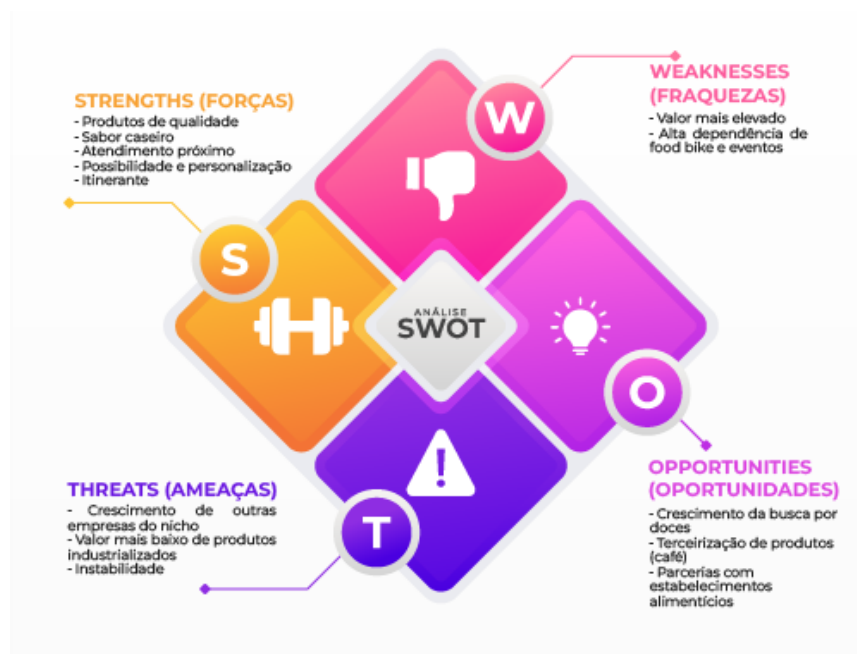 STRENGTHS (FORÇAS)
- Produtos de qualidade
- Sabor caseiro
- Atendimento próximo
- Possibilidade e personalização
- Itinerante
S
W
WEAKNESSES
(FRAQUEZAS)
- Valor mais elevado
- Alta dependência de
food bike e eventos
ANÁLISE
SWOT
O
THREATS (AMEAÇAS)
- Crescimento de outras
empresas do nicho
- Valor mais baixo de produtos
industrializados
- Instabilidade
T
OPPORTUNITIES
(OPORTUNIDADES)
- Crescimento da busca por
doces
- Terceirização de produtos
(café)
- Parcerias com
estabelecimentos
alimentícios